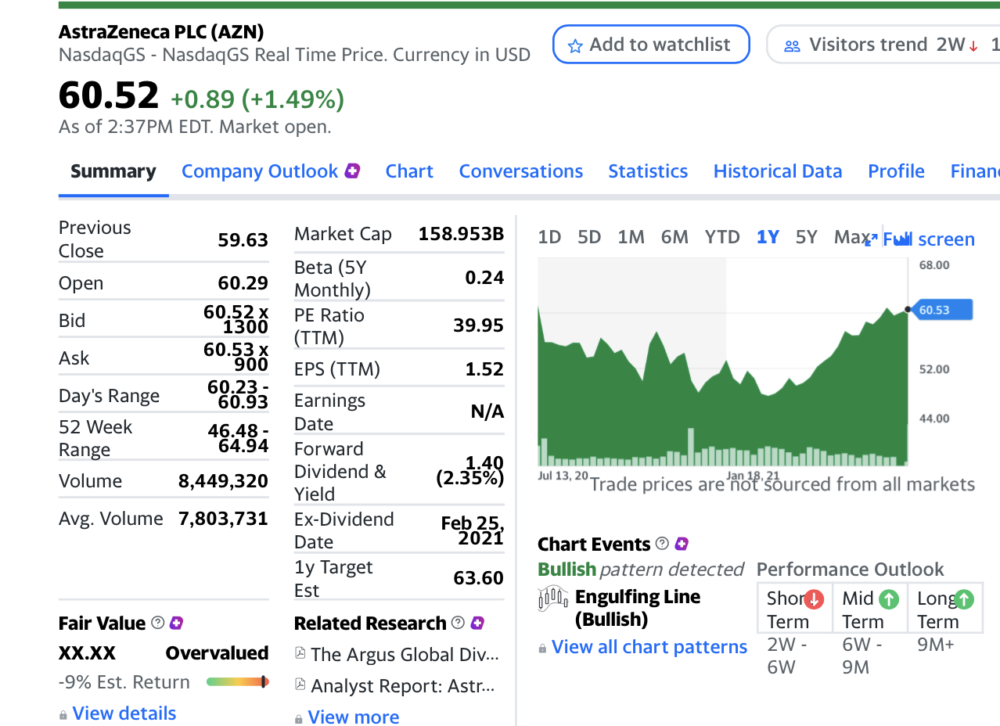 AstraZeneca PLC (AZN)
NasdaqGS - NasdaqGS Real Time Price. Currency in USD
Add to watchlist
Visitors trend 2W↓ 1
60.52 +0.89 (+1.49%)
As of 2:37PM EDT. Market open.
Summary Company Outlook Chart Conversations Statistics Historical Data Profile Financ
Previous
Close 59.63
Open 60.29
Bid 60.52 x
1300
Ask 60.53 x
900
Day's Range 60.23 -
60.93
52 Week
Range 46.48 -
64.94
Volume 8,449,320
Avg. Volume 7,803,731
Market Cap 158.953B
Beta (5Y
Monthly) 0.24
PE Ratio
(TTM) 39.95
EPS (TTM) 1.52
Earnings
Date N/A
Forward
Dividend &
Yield 1.40
(2.35%)
Ex-Dividend
Date Feb 25,
2021
1y Target
Est 63.60
1D 5D 1M 6M YTD 1Y 5Y Max Full screen
68.00
60.53
52.00
44.00
Jul 13, 20 Jan 18, 21
Trade prices are not sourced from all markets
Fair Value
XX.XX Overvalued
-9% Est. Return
View details
Related Research
The Argus Global Div...
Analyst Report: Astr...
View more
Chart Events
Bullish pattern detected
Engulfing Line
(Bullish)
View all chart patterns
Performance Outlook
Short
Term
2W -
6W
Mid
Term
6W -
9M
Long
Term
9M+